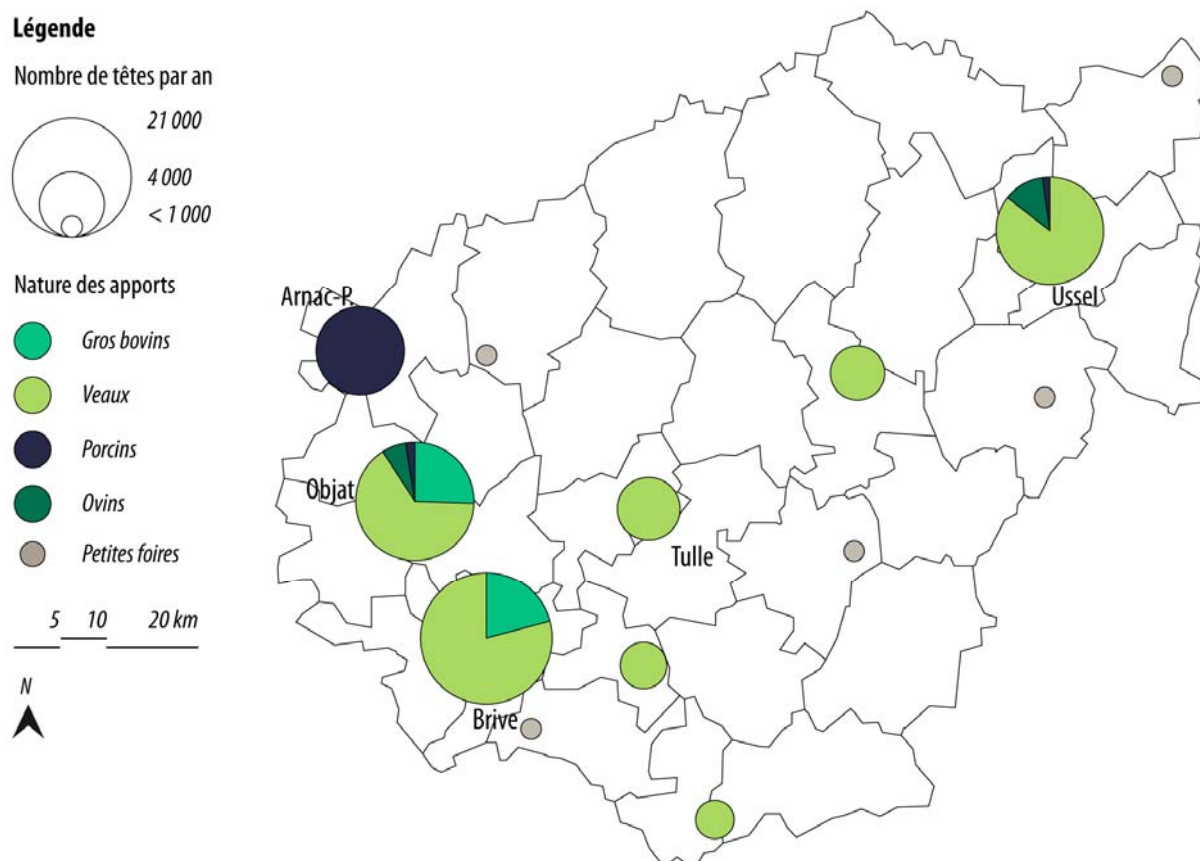 Légende
Nombre de têtes par an
21 000
4 000
< 1 000
Nature des apports
Gros bovins
Veaux
Porcins
Ovins
Petites foires
5 10 20 km
N
Arnac-P.
Ussel
Objat
Tulle
Brive